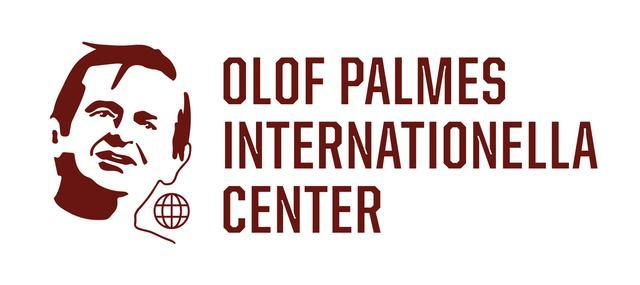 OLOF PALMES
INTERNATIONELLA
CENTER